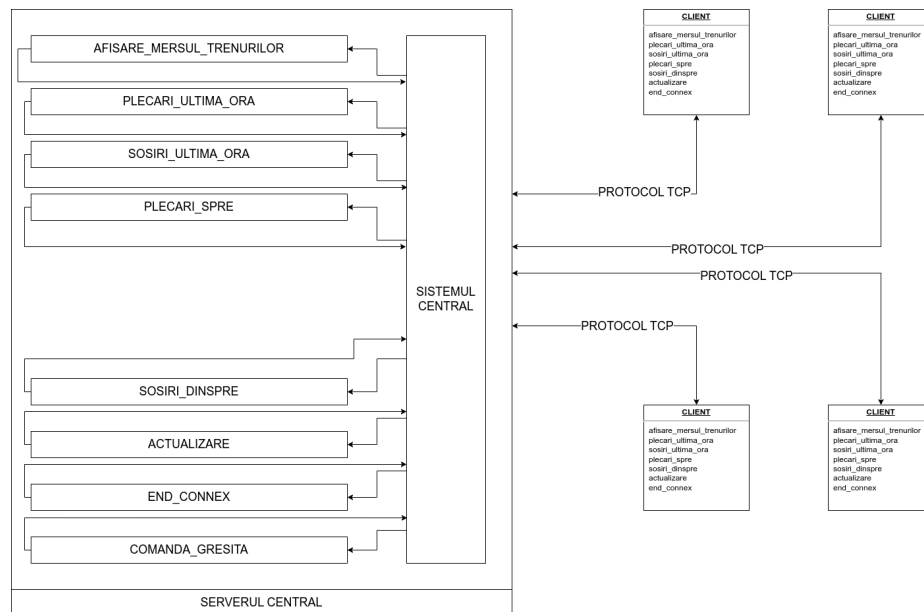 AFISARE_MERSUL_TRENURILOR
PLECARI_ULTIMA_ORA
SOSIRI_ULTIMA_ORA
PLECARI_SPRE
SISTEMUL
CENTRAL
SOSIRI_DINSPRE
ACTUALIZARE
END_CONNEX
COMANDA_GRESITA
SERVERUL CENTRAL
CLIENT
afisare_mersul_trenurilor
plecari_ultima_ora
sosiri_ultima_ora
plecari_spre
sosiri_dinspre
actualizare
end_connex
CLIENT
afisare_mersul_trenurilor
plecari_ultima_ora
sosiri_ultima_ora
plecari_spre
sosiri_dinspre
actualizare
end_connex
PROTOCOL TCP
PROTOCOL TCP
PROTOCOL TCP
PROTOCOL TCP
CLIENT
afisare_mersul_trenurilor
plecari_ultima_ora
sosiri_ultima_ora
plecari_spre
sosiri_dinspre
actualizare
end_connex
CLIENT
afisare_mersul_trenurilor
plecari_ultima_ora
sosiri_ultima_ora
plecari_spre
sosiri_dinspre
actualizare
end_connex